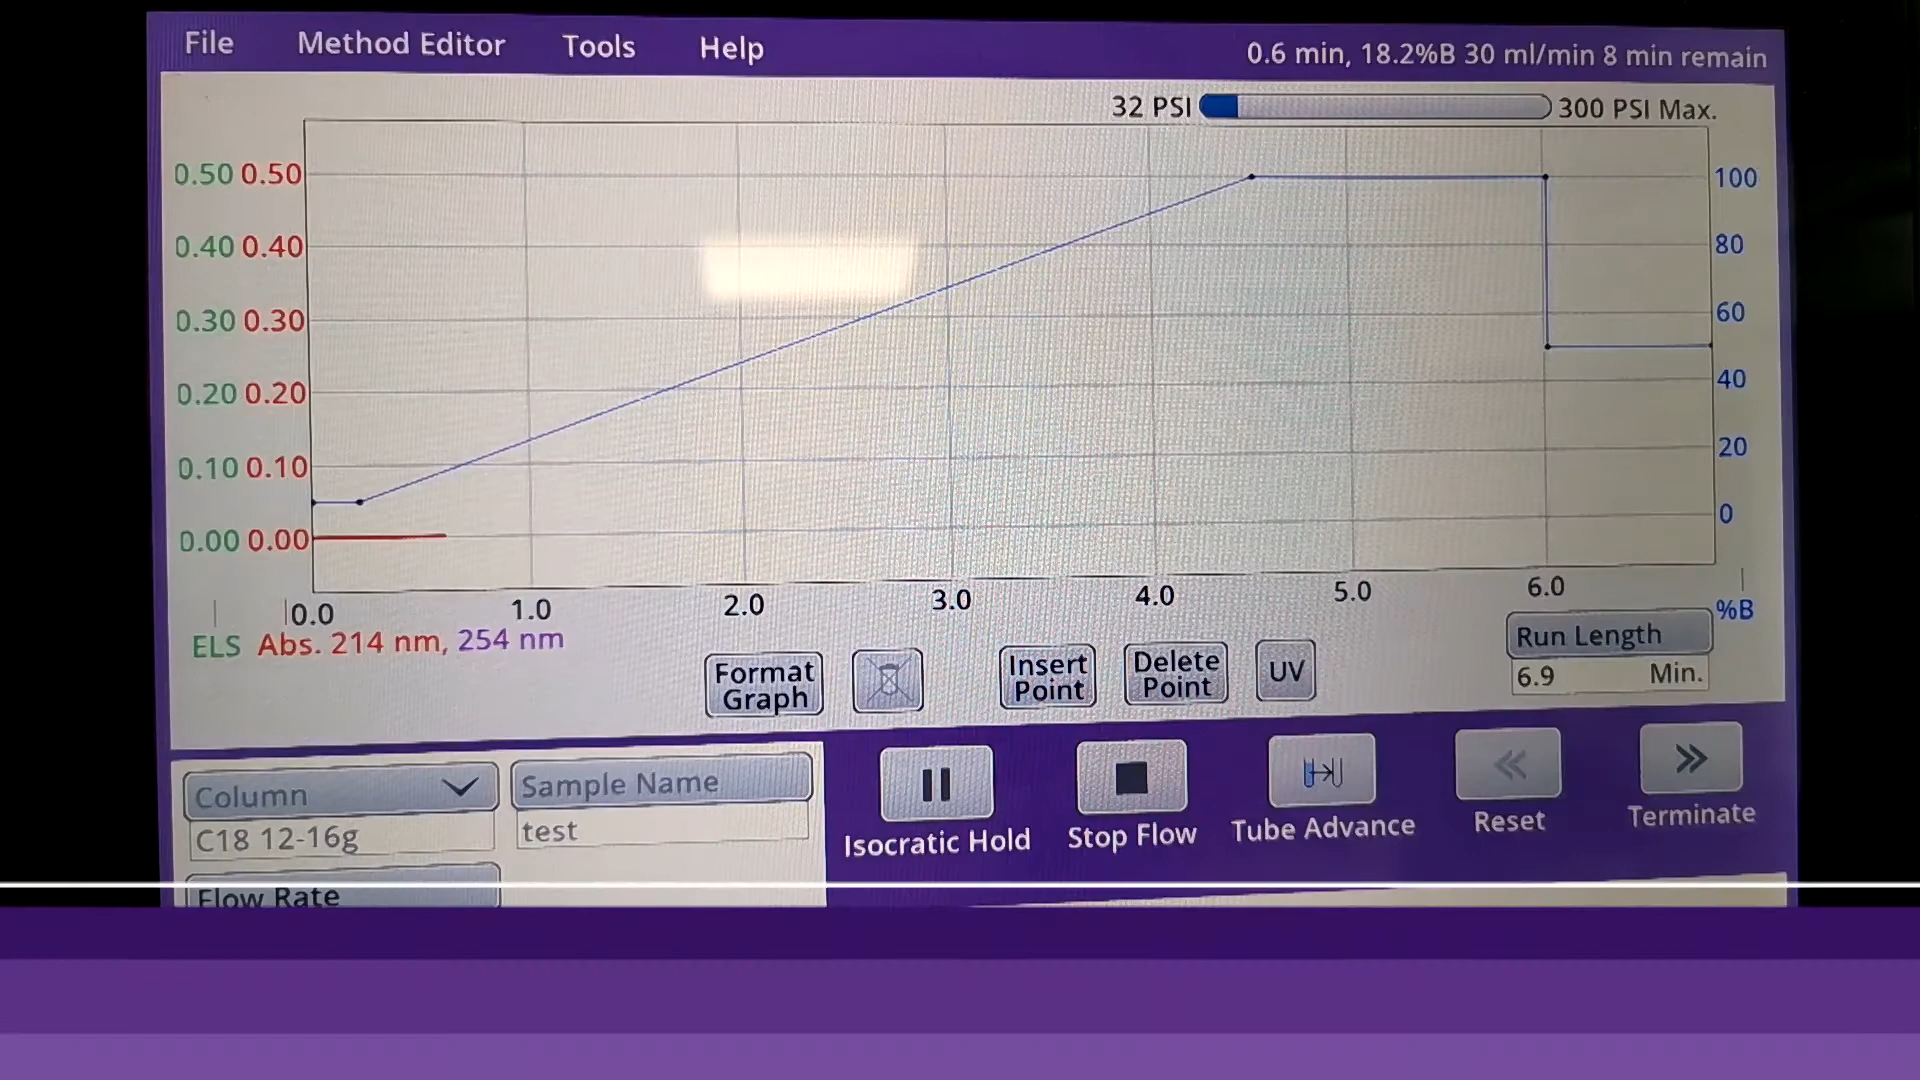 File Method Editor Tools Help 0.6 min, 18.2%B 30 ml/min 8 min remain
32 PSI 300 PSI Max.
0.50 0.50 100
0.40 0.40 80
0.30 0.30 60
0.20 0.20 40
0.10 0.10 20
0.00 0.00 0
0.0 1.0 2.0 3.0 4.0 5.0 6.0
%B
ELS Abs. 214 nm, 254 nm
Format
Graph
Insert
Point
Delete
Point
UV
Run Length
6.9 Min.
Column
C18 12-16g
Sample Name
test
Isocratic Hold
Stop Flow
Tube Advance
Reset
Terminate
Flow Rate